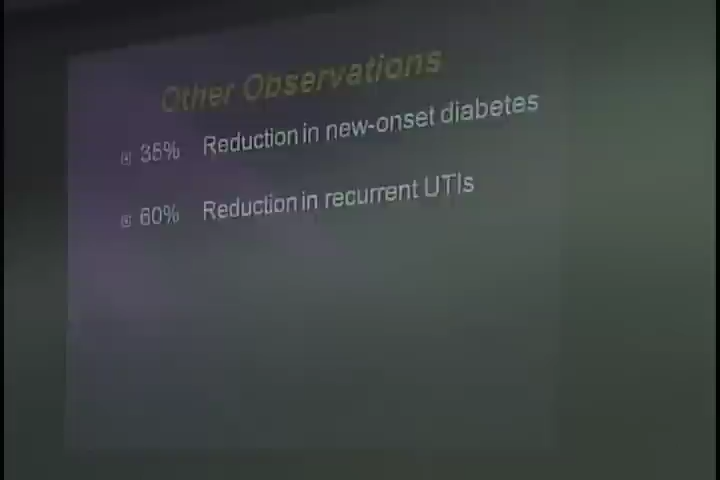 Other Observations
35% Reduction in new-onset diabetes
60% Reduction in recurrent UTIs